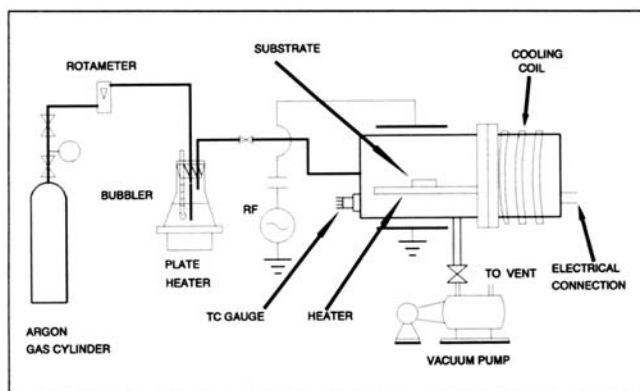 SUBSTRATE
COOLING
COIL
ROTAMETER
BUBBLER
RF
PLATE
HEATER
TC GAUGE
HEATER
TO VENT
ELECTRICAL
CONNECTION
ARGON
GAS CYLINDER
VACUUM PUMP